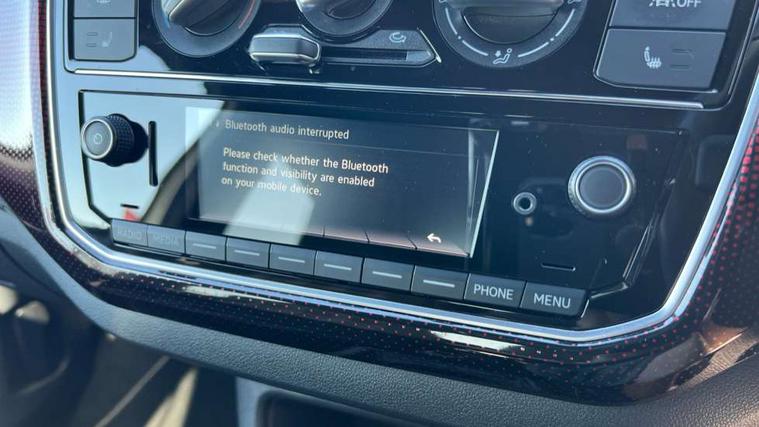 OFF
Bluetooth audio interrupted
Please check whether the Bluetooth
function and visibility are enabled
on your mobile device.
RADIO
MEDIA
PHONE
MENU